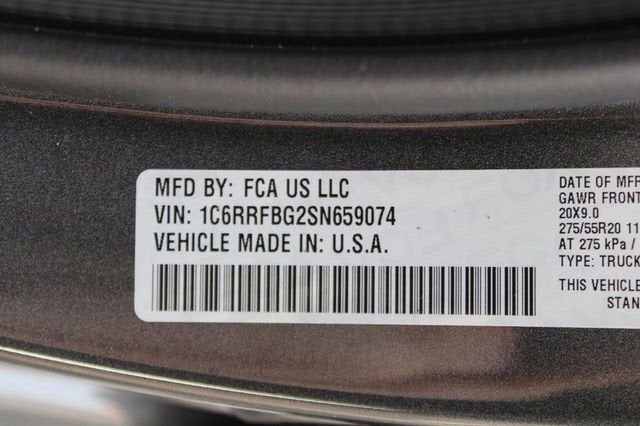 MFD BY: FCA US LLC
VIN: 1C6RRFBG2SN659074
VEHICLE MADE IN: U.S.A.
DATE OF MFR
GAWR FRONT
20X9.0
275/55R20 11
AT 275 kPa /
TYPE: TRUCK
THIS VEHICLE
STAN